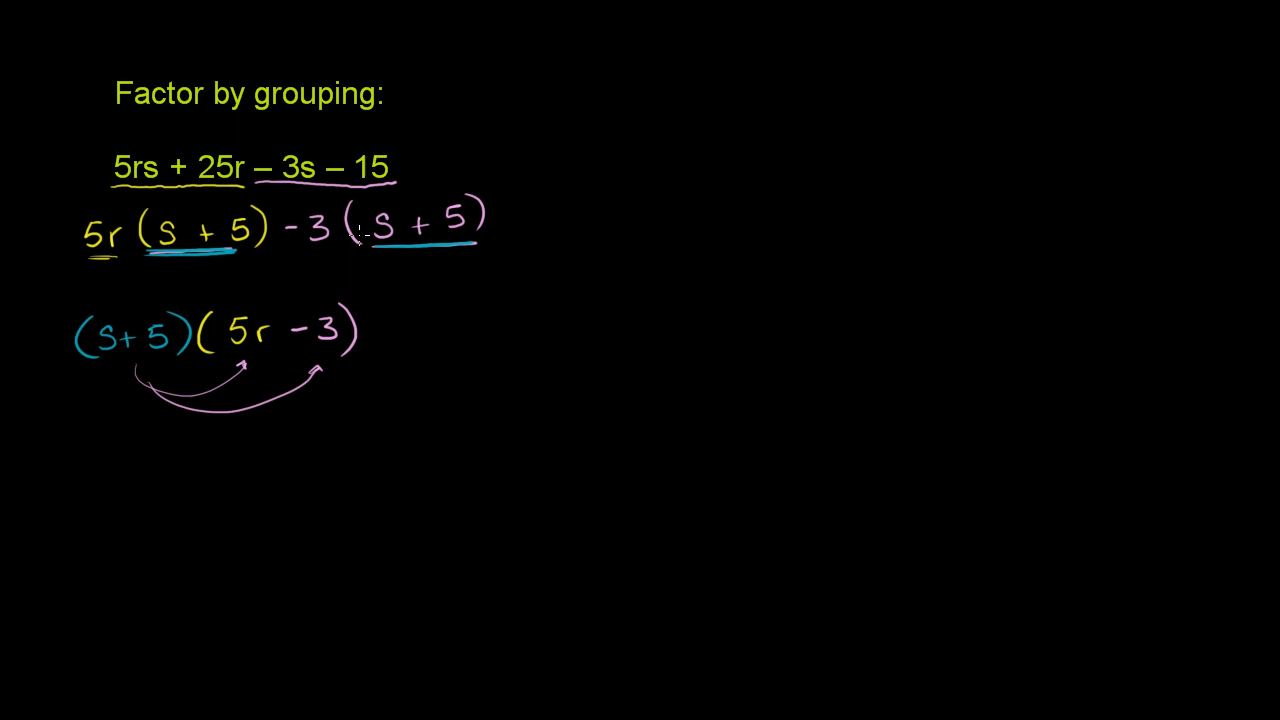 Factor by grouping:
5rs + 25r – 3s – 15
5r (s + 5) - 3 (s + 5)
(s + 5)(5r - 3)